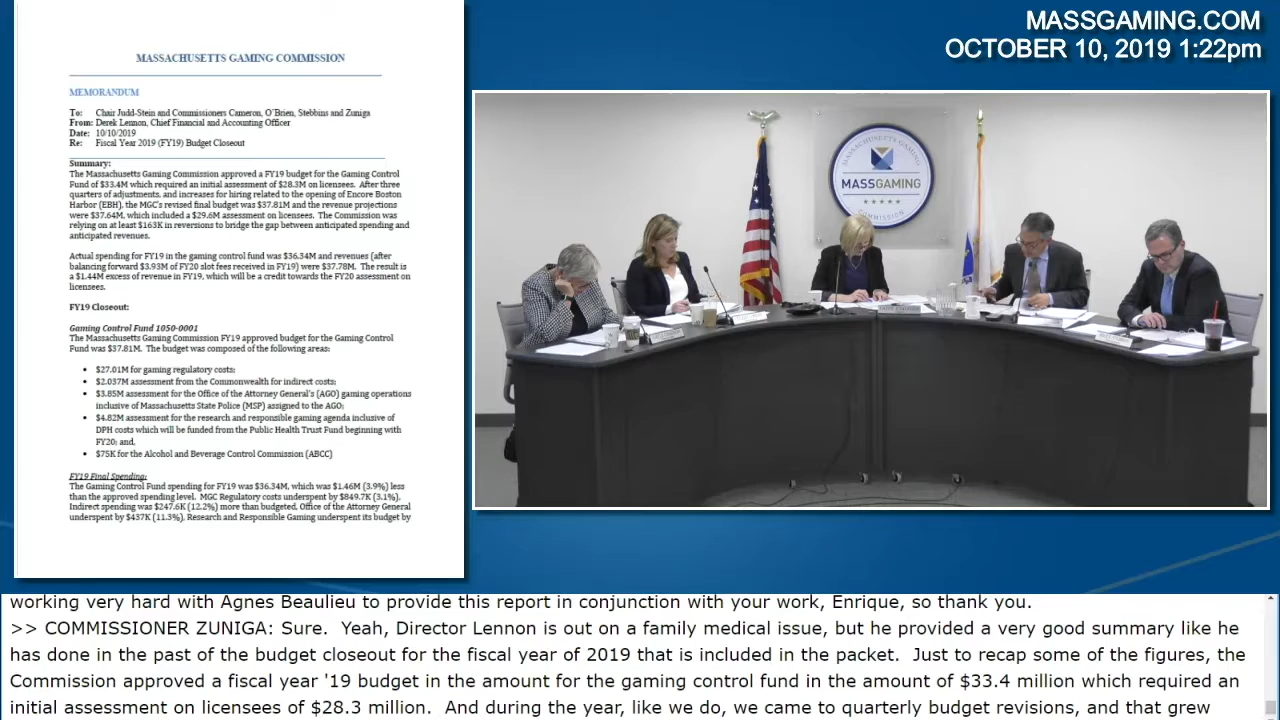 MASSGAMING.COM
OCTOBER 10, 2019 1:22pm
MASSACHUSETTS GAMING COMMISSION
MEMORANDUM
To: Chair Judd-Stein and Commissioners Cameron, O'Brien, Stebbins and Zuniga
From: Derek Lennon, Chief Financial and Accounting Officer
Date: 10/10/2019
Re: Fiscal Year 2019 (FY19) Budget Closeout
Summary:
The Massachusetts Gaming Commission approved a FY19 budget for the Gaming Control
Fund of $33.4M which required an initial assessment of $28.3M on licensees. After three
quarters of adjustments, and increases for hiring related to the opening of Encore Boston
Harbor (EBH), the MGC's revised final budget was $37.81M and the revenue projections
were $37.64M, which included a $29.6M assessment on licensees. The Commission was
relying on at least $163K in reversions to bridge the gap between anticipated spending and
anticipated revenues.
Actual spending for FY19 in the gaming control fund was $36.34M and revenues (after
balancing forward $3.93M of FY20 slot fees received in FY19) were $37.78M. The result is
a $1.44M excess of revenue in FY19, which will be a credit towards the FY20 assessment on
licensees.
FY19 Closeout:
Gaming Control Fund 1050-0001
The Massachusetts Gaming Commission FY19 approved budget for the Gaming Control
Fund was $37.81M. The budget was composed of the following areas:
• $27.01M for gaming regulatory costs;
• $2.037M assessment from the Commonwealth for indirect costs;
• $3.85M assessment for the Office of the Attorney General's (AGO) gaming operations
inclusive of Massachusetts State Police (MSP) assigned to the AGO;
• $4.82M assessment for the research and responsible gaming agenda inclusive of
DPH costs which will be funded from the Public Health Trust Fund beginning with
FY20; and,
• $75K for the Alcohol and Beverage Control Commission (ABCC)
FY19 Final Spending:
The Gaming Control Fund spending for FY19 was $36.34M, which was $1.46M (3.9%) less
than the approved spending level. MGC Regulatory costs underspent by $849.7K (3.1%),
Indirect spending was $247.6K (12.2%) more than budgeted, Office of the Attorney General
underspent by $437K (11.3%), Research and Responsible Gaming underspent its budget by
MASSACHUSETTS GAMING
MASSGAMING
COMMISSION
working very hard with Agnes Beaulieu to provide this report in conjunction with your work, Enrique, so thank you.
>> COMMISSIONER ZUNIGA: Sure. Yeah, Director Lennon is out on a family medical issue, but he provided a very good summary like he
has done in the past of the budget closeout for the fiscal year of 2019 that is included in the packet. Just to recap some of the figures, the
Commission approved a fiscal year '19 budget in the amount for the gaming control fund in the amount of $33.4 million which required an
initial assessment on licensees of $28.3 million. And during the year, like we do, we came to quarterly budget revisions, and that grew